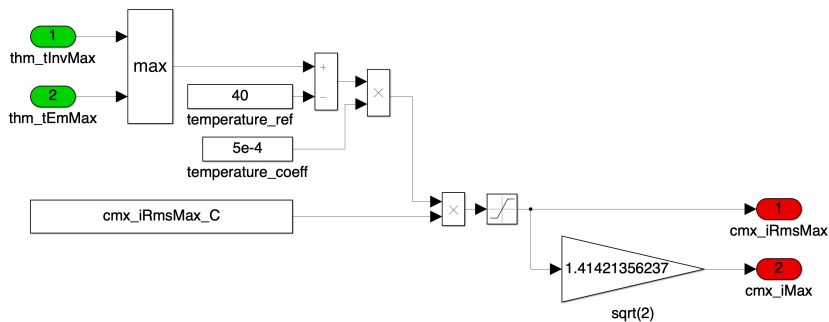 1
thm_tInvMax
2
thm_tEmMax
max
+
−
40
temperature_ref
×
5e-4
temperature_coeff
cmx_iRmsMax_C
×
1
cmx_iRmsMax
1.41421356237
sqrt(2)
2
cmx_iMax